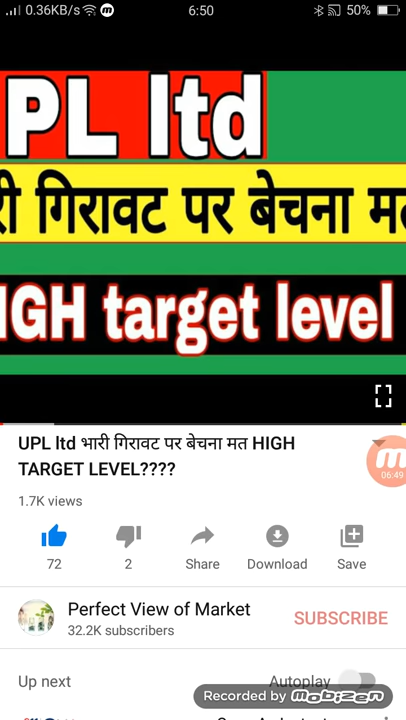 0.36KB/s 6:50 50%
PL ltd
री गिरावट पर बेचना म
IGH target level
UPL ltd भारी गिरावट पर बेचना मत HIGH
TARGET LEVEL????
06:49
1.7K views
72 2 Share Download Save
Perfect View of Market
SUBSCRIBE
32.2K subscribers
Up next Autoplay
Recorded by mobizen